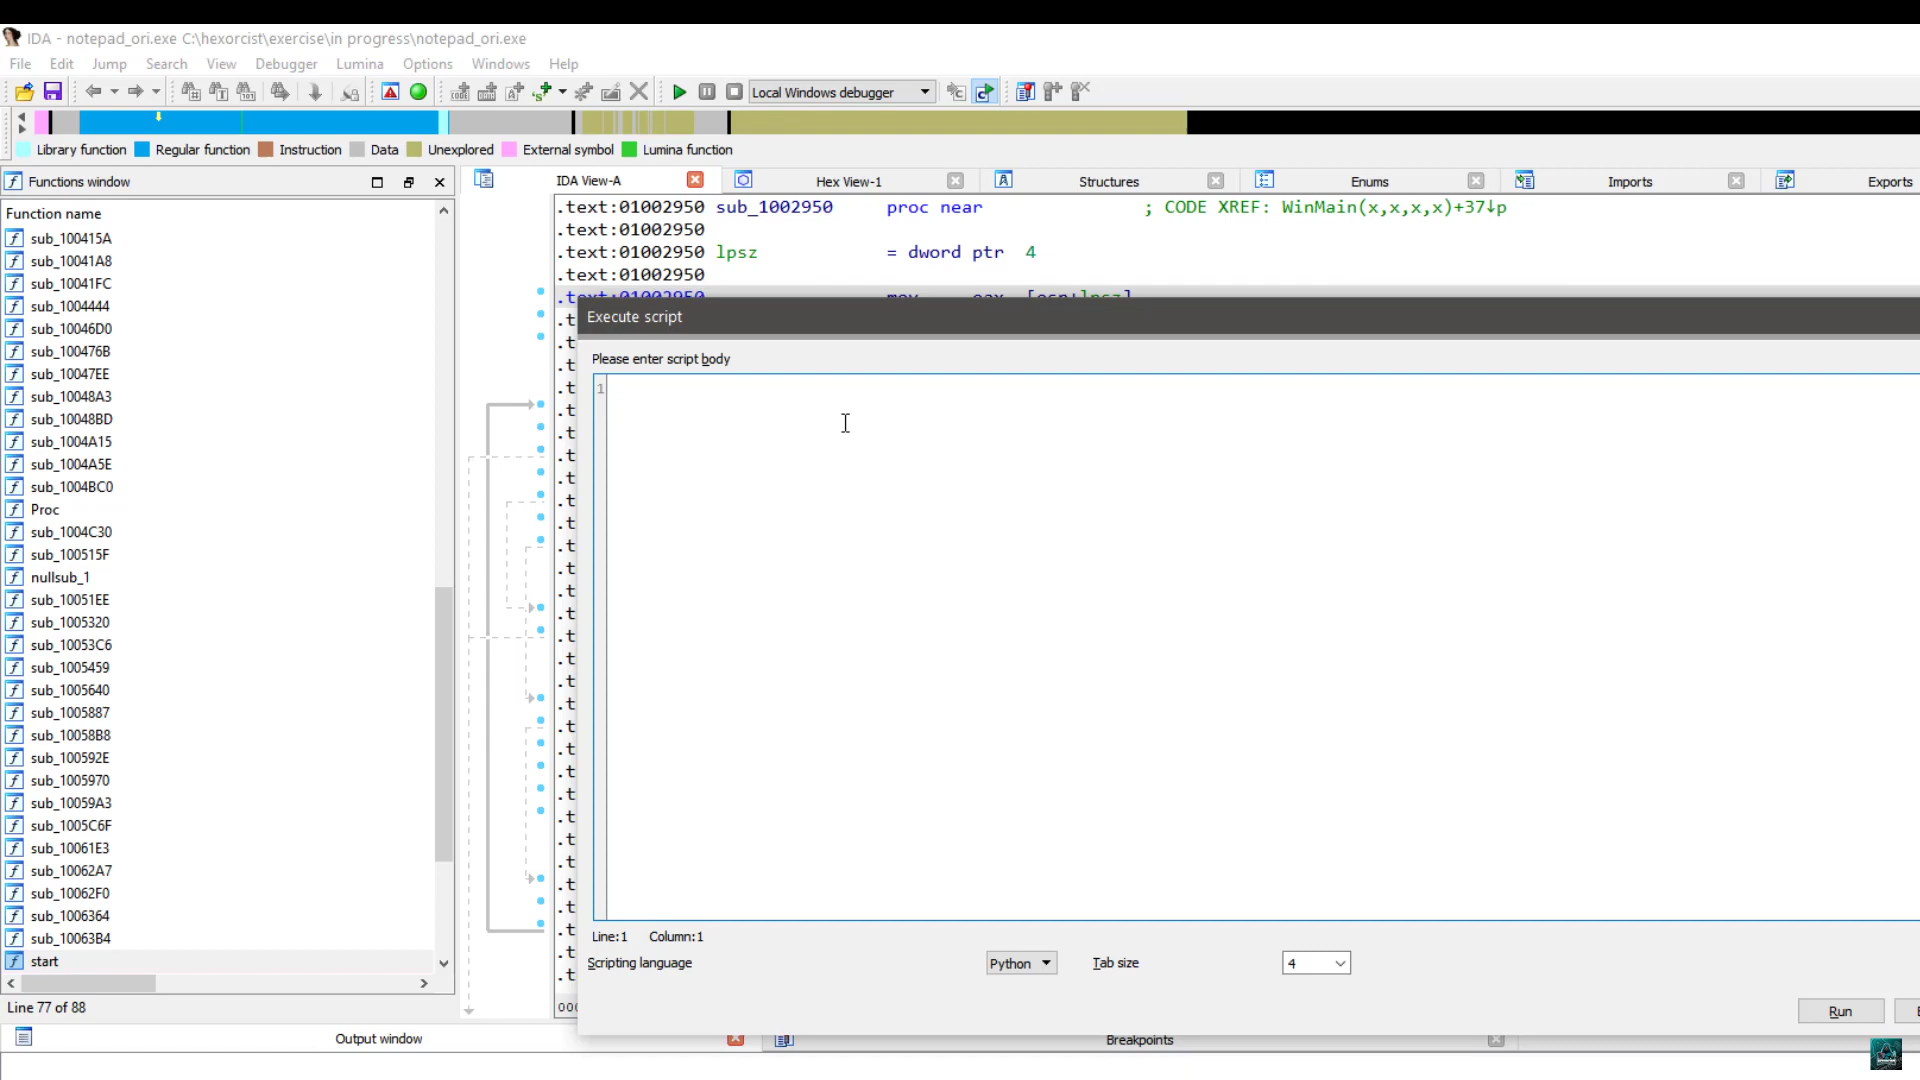 IDA - notepad_ori.exe C:\hexorcist\exercise\in progress\notepad_ori.exe
File Edit Jump Search View Debugger Lumina Options Windows Help
Local Windows debugger
Library function Regular function Instruction Data Unexplored External symbol Lumina function
Functions window
IDA View-A Hex View-1 Structures Enums Imports Exports
Function name
sub_100415A
sub_10041A8
sub_10041FC
sub_1004444
sub_10046D0
sub_100476B
sub_10047EE
sub_10048A3
sub_10048BD
sub_1004A15
sub_1004A5E
sub_1004BC0
Proc
sub_1004C30
sub_100515F
nullsub_1
sub_10051EE
sub_1005320
sub_10053C6
sub_1005459
sub_1005640
sub_1005887
sub_10058B8
sub_100592E
sub_1005970
sub_10059A3
sub_1005C6F
sub_10061E3
sub_10062A7
sub_10062F0
sub_1006364
sub_10063B4
start
Line 77 of 88
.text:01002950 sub_1002950 proc near ; CODE XREF: WinMain(x,x,x,x)+37↓p
.text:01002950
.text:01002950 lpsz = dword ptr 4
.text:01002950
.text:01002950 mov eax, [esp+lpsz]
Execute script
Please enter script body
1
Line:1 Column:1
Scripting language Python Tab size 4
Run
Output window Breakpoints